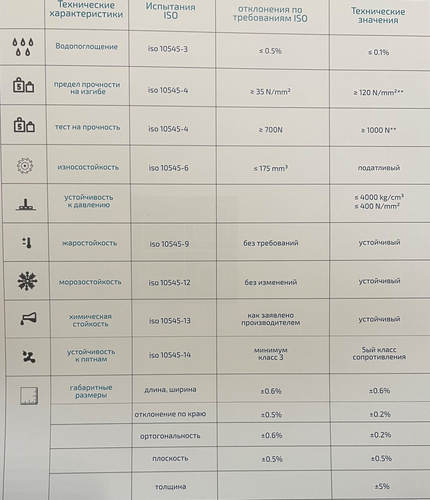 Технические
характеристики
Испытания
ISO
отклонения по
требованиям ISO
Технические
значения
Водопоглощение
iso 10545-3
≤ 0.5%
≤ 0.1%
предел прочности
на изгибе
iso 10545-4
≥ 35 N/mm²
≥ 120 N/mm²**
тест на прочность
iso 10545-4
≥ 700N
≥ 1000 N**
износостойкость
iso 10545-6
≤ 175 mm³
податливый
устойчивость
к давлению
≤ 4000 kg/cm³
≤ 400 N/mm²
жаростойкость
iso 10545-9
без требований
устойчивый
морозостойкость
iso 10545-12
без изменений
устойчивый
химическая
стойкость
iso 10545-13
как заявлено
производителем
устойчивый
устойчивость
к пятнам
iso 10545-14
минимум
класс 3
5ый класс
сопротивления
габаритные
размеры
длина, ширина
±0.6%
±0.6%
отклонение по краю
±0.5%
±0.2%
ортогональность
±0.6%
±0.2%
плоскость
±0.5%
±0.5%
толщина
±5%